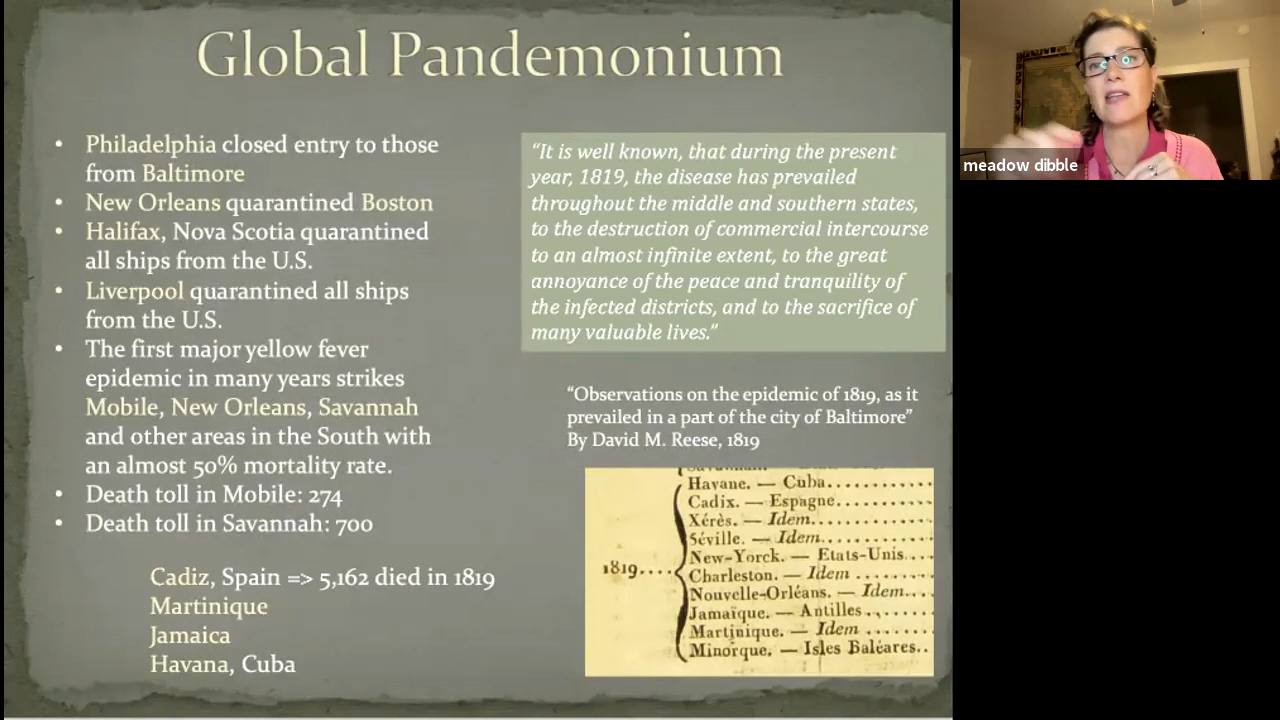 Global Pandemonium
• Philadelphia closed entry to those
from Baltimore
• New Orleans quarantined Boston
• Halifax, Nova Scotia quarantined
all ships from the U.S.
• Liverpool quarantined all ships
from the U.S.
• The first major yellow fever
epidemic in many years strikes
Mobile, New Orleans, Savannah
and other areas in the South with
an almost 50% mortality rate.
• Death toll in Mobile: 274
• Death toll in Savannah: 700
Cadiz, Spain => 5,162 died in 1819
Martinique
Jamaica
Havana, Cuba
“It is well known, that during the present
year, 1819, the disease has prevailed
throughout the middle and southern states,
to the destruction of commercial intercourse
to an almost infinite extent, to the great
annoyance of the peace and tranquility of
the infected districts, and to the sacrifice of
many valuable lives.”
“Observations on the epidemic of 1819, as it
prevailed in a part of the city of Baltimore”
By David M. Reese, 1819
Havane. — Cuba............
Cadix. — Espagne...........
Xérès. — Idem..............
Séville. — Idem.............
1819.... New-Yorck. — Etats-Unis....
Charleston. — Idem ........
Nouvelle-Orléans. — Idem....
Jamaïque. — Antilles .......
Martinique. — Idem ........
Minorque. — Isles Baléares..
meadow dibble